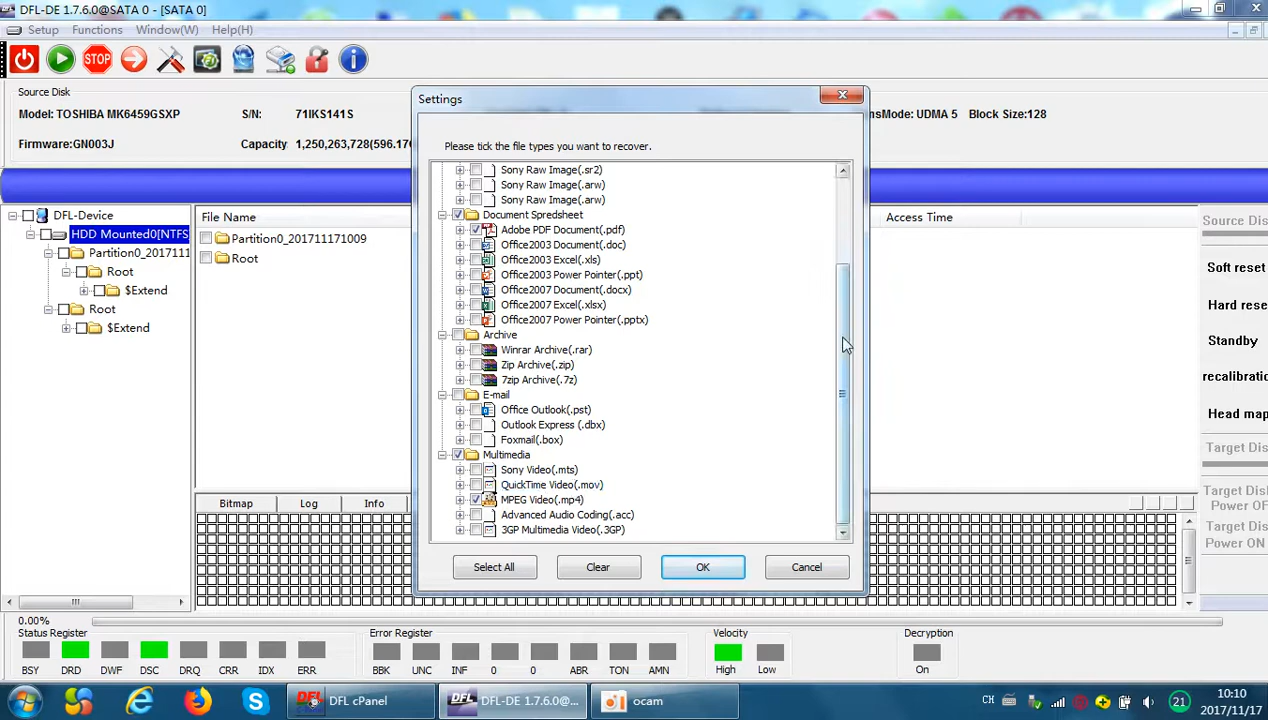 DFL-DE 1.7.6.0@SATA 0 - [SATA 0]
Setup Functions Window(W) Help(H)
STOP
Source Disk
Model: TOSHIBA MK6459GSXP S/N: 71IKS141S nsMode: UDMA 5 Block Size:128
Firmware:GN003J Capacity 1,250,263,728(596.17
Settings
Please tick the file types you want to recover.
Sony Raw Image(.sr2)
Sony Raw Image(.arw)
Sony Raw Image(.arw)
Document Spredsheet
Adobe PDF Document(.pdf)
Office2003 Document(.doc)
Office2003 Excel(.xls)
Office2003 Power Pointer(.ppt)
Office2007 Document(.docx)
Office2007 Excel(.xlsx)
Office2007 Power Pointer(.pptx)
Archive
Winrar Archive(.rar)
Zip Archive(.zip)
7zip Archive(.7z)
E-mail
Office Outlook(.pst)
Outlook Express (.dbx)
Foxmail(.box)
Multimedia
Sony Video(.mts)
QuickTime Video(.mov)
MPEG Video(.mp4)
Advanced Audio Coding(.acc)
3GP Multimedia Video(.3GP)
Select All Clear OK Cancel
DFL-Device
HDD Mounted0[NTFS
Partition0_2017111
Root
$Extend
Root
$Extend
File Name Access Time
Partition0_201711171009
Root
Source Dis
Soft reset
Hard rese
Standby
recalibratio
Head map
Target Disl
Target Disl
Power OF
Target Dis
Power ON
Bitmap Log Info
0.00%
Status Register Error Register Velocity Decryption
BSY DRD DWF DSC DRQ CRR IDX ERR BBK UNC INF 0 0 ABR TON AMN High Low On
DFL cPanel DFL-DE 1.7.6.0@... ocam CH 21 10:10
2017/11/17